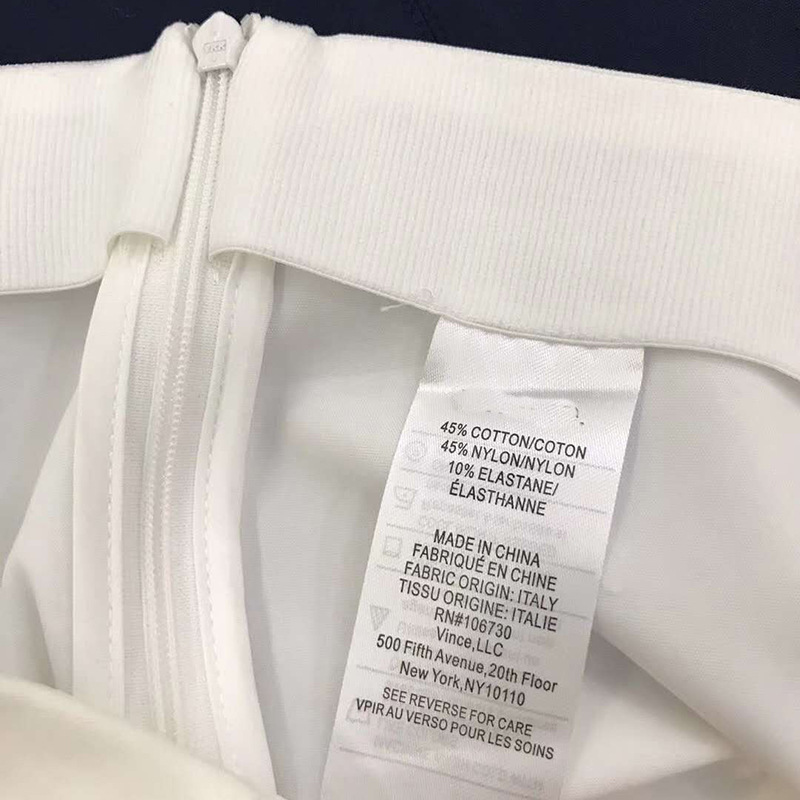 45% COTTON/COTON
45% NYLON/NYLON
10% ELASTANE/
ÉLASTHANNE
MADE IN CHINA
FABRIQUÉ EN CHINE
FABRIC ORIGIN: ITALY
TISSU ORIGINE: ITALIE
RN#106730
Vince,LLC
500 Fifth Avenue,20th Floor
New York,NY10110
SEE REVERSE FOR CARE
VPIR AU VERSO POUR LES SOINS